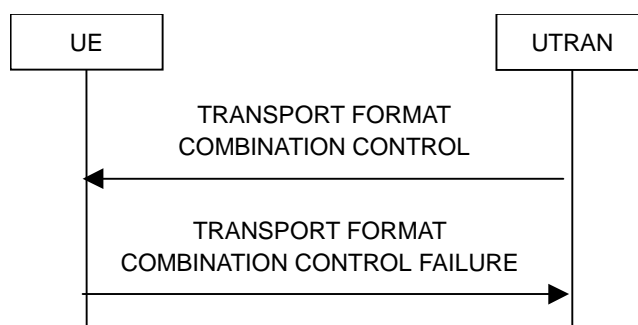 UE
UTRAN
TRANSPORT FORMAT
COMBINATION CONTROL
TRANSPORT FORMAT
COMBINATION CONTROL FAILURE